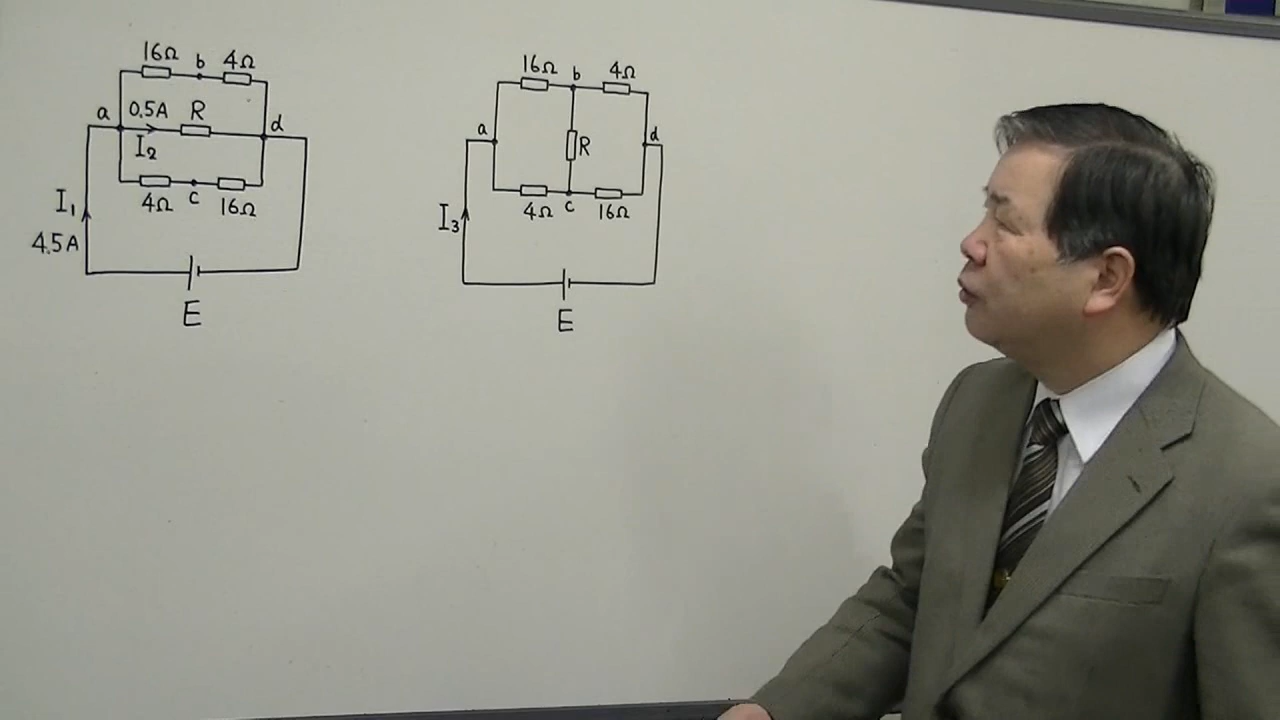 16Ω b 4Ω
a 0.5A R d
I₂
4Ω c 16Ω
I₁
4.5A
E
16Ω b 4Ω
a R d
4Ω c 16Ω
I₃
E